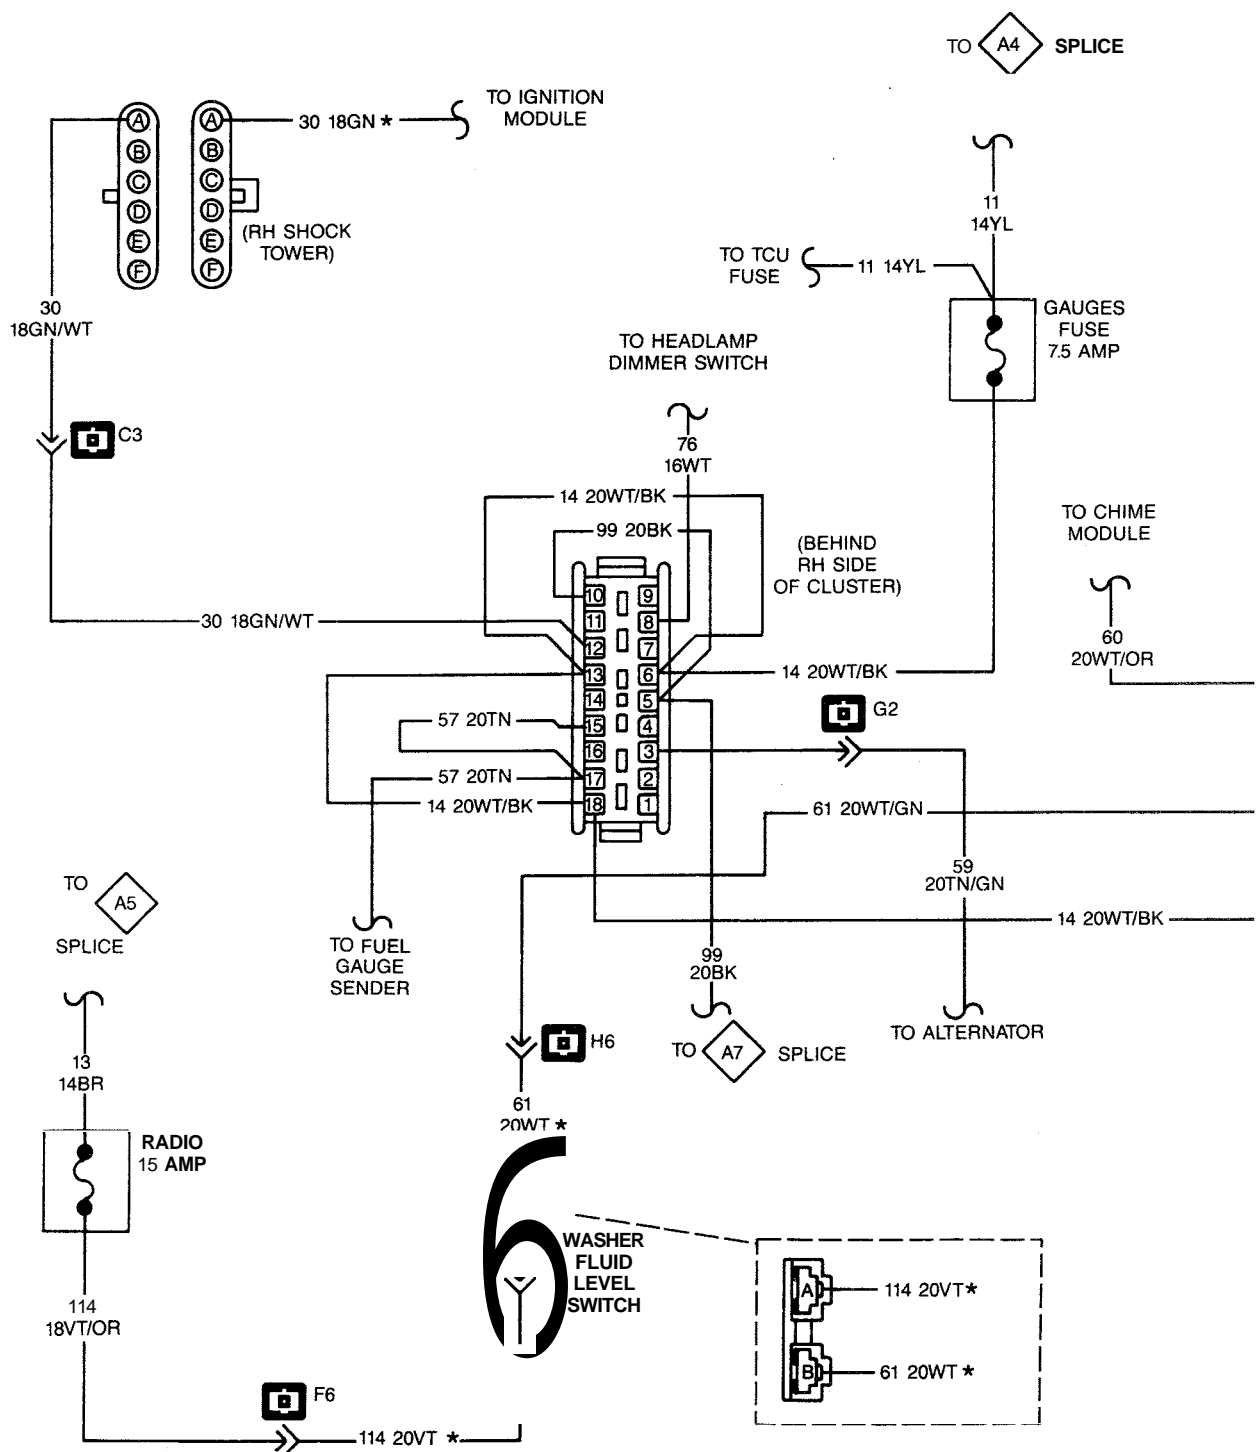 TO A4 SPLICE
TO IGNITION
MODULE
30 18GN *
A
B
C
D
E
F
A
B
C
D
E
F
(RH SHOCK
TOWER)
30
18GN/WT
11
14YL
TO TCU
FUSE
11 14YL
GAUGES
FUSE
7.5 AMP
TO HEADLAMP
DIMMER SWITCH
C3
76
16WT
14 20WT/BK
99 20BK
(BEHIND
RH SIDE
OF CLUSTER)
TO CHIME
MODULE
60
20WT/OR
30 18GN/WT
10 9
11 8
12 7
13 6
14 5
15 4
16 3
17 2
18 1
14 20WT/BK
G2
57 20TN
57 20TN
14 20WT/BK
61 20WT/GN
59
20TN/GN
14 20WT/BK
TO A5
SPLICE
TO FUEL
GAUGE
SENDER
99
20BK
TO ALTERNATOR
TO A7 SPLICE
H6
13
14BR
61
20WT *
RADIO
15 AMP
WASHER
FLUID
LEVEL
SWITCH
A 114 20VT *
B 61 20WT *
114
18VT/OR
F6
114 20VT *